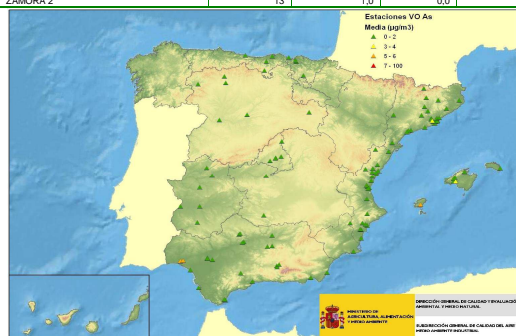 ZAMORA 2 13 1,0 0,0
Estaciones VO As
Media (µg/m3)
0 - 2
3 - 4
5 - 6
7 - 100
MINISTERIO DE
AGRICULTURA, ALIMENTACIÓN
Y MEDIO AMBIENTE
DIRECCIÓN GENERAL DE CALIDAD Y EVALUACIÓ
AMBIENTAL Y MEDIO NATURAL
SUBDIRECCIÓN GENERAL DE CALIDAD DEL AIRE
MEDIO AMBIENTE INDUSTRIAL